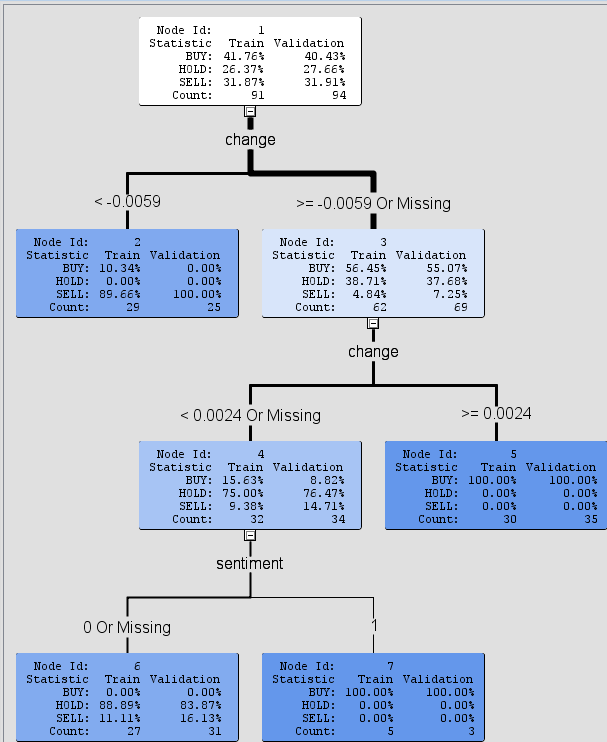 Node Id: 1
Statistic Train Validation
BUY: 41.76% 40.43%
HOLD: 26.37% 27.66%
SELL: 31.87% 31.91%
Count: 91 94
change
< -0.0059
>= -0.0059 Or Missing
Node Id: 2
Statistic Train Validation
BUY: 10.34% 0.00%
HOLD: 0.00% 0.00%
SELL: 89.66% 100.00%
Count: 29 25
Node Id: 3
Statistic Train Validation
BUY: 56.45% 55.07%
HOLD: 38.71% 37.68%
SELL: 4.84% 7.25%
Count: 62 69
change
< 0.0024 Or Missing
>= 0.0024
Node Id: 4
Statistic Train Validation
BUY: 15.63% 8.82%
HOLD: 75.00% 76.47%
SELL: 9.38% 14.71%
Count: 32 34
Node Id: 5
Statistic Train Validation
BUY: 100.00% 100.00%
HOLD: 0.00% 0.00%
SELL: 0.00% 0.00%
Count: 30 35
sentiment
0 Or Missing
1
Node Id: 6
Statistic Train Validation
BUY: 0.00% 0.00%
HOLD: 88.89% 83.87%
SELL: 11.11% 16.13%
Count: 27 31
Node Id: 7
Statistic Train Validation
BUY: 100.00% 100.00%
HOLD: 0.00% 0.00%
SELL: 0.00% 0.00%
Count: 5 3